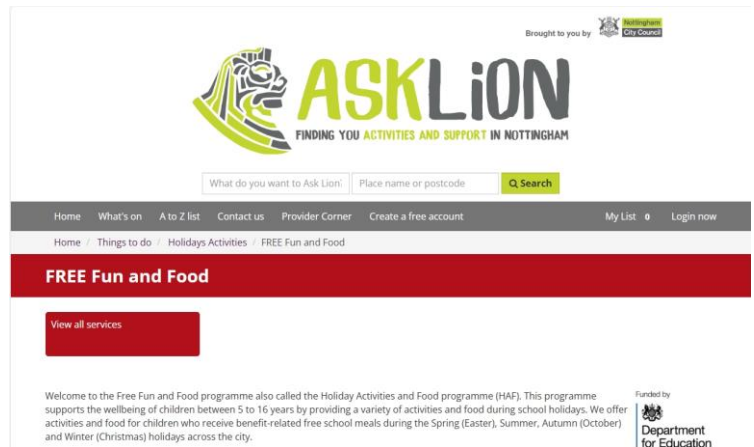 Brought to you by
Nottingham
City Council
ASKLiON
FINDING YOU ACTIVITIES AND SUPPORT IN NOTTINGHAM
What do you want to Ask Lion
Place name or postcode
Search
Home What's on A to Z list Contact us Provider Corner Create a free account My List 0 Login now
Home / Things to do / Holidays Activities / FREE Fun and Food
FREE Fun and Food
View all services
Welcome to the Free Fun and Food programme also called the Holiday Activities and Food programme (HAF). This programme
supports the wellbeing of children between 5 to 16 years by providing a variety of activities and food during school holidays. We offer
activities and food for children who receive benefit-related free school meals during the Spring (Easter), Summer, Autumn (October)
and Winter (Christmas) holidays across the city.
Funded by
Department
for Education